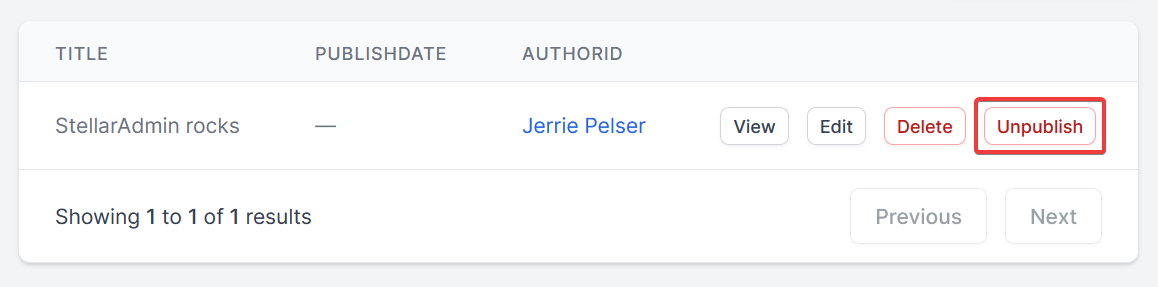 TITLE PUBLISHDATE AUTHORID
StellarAdmin rocks — Jerrie Pelser View Edit Delete Unpublish
Showing 1 to 1 of 1 results Previous Next